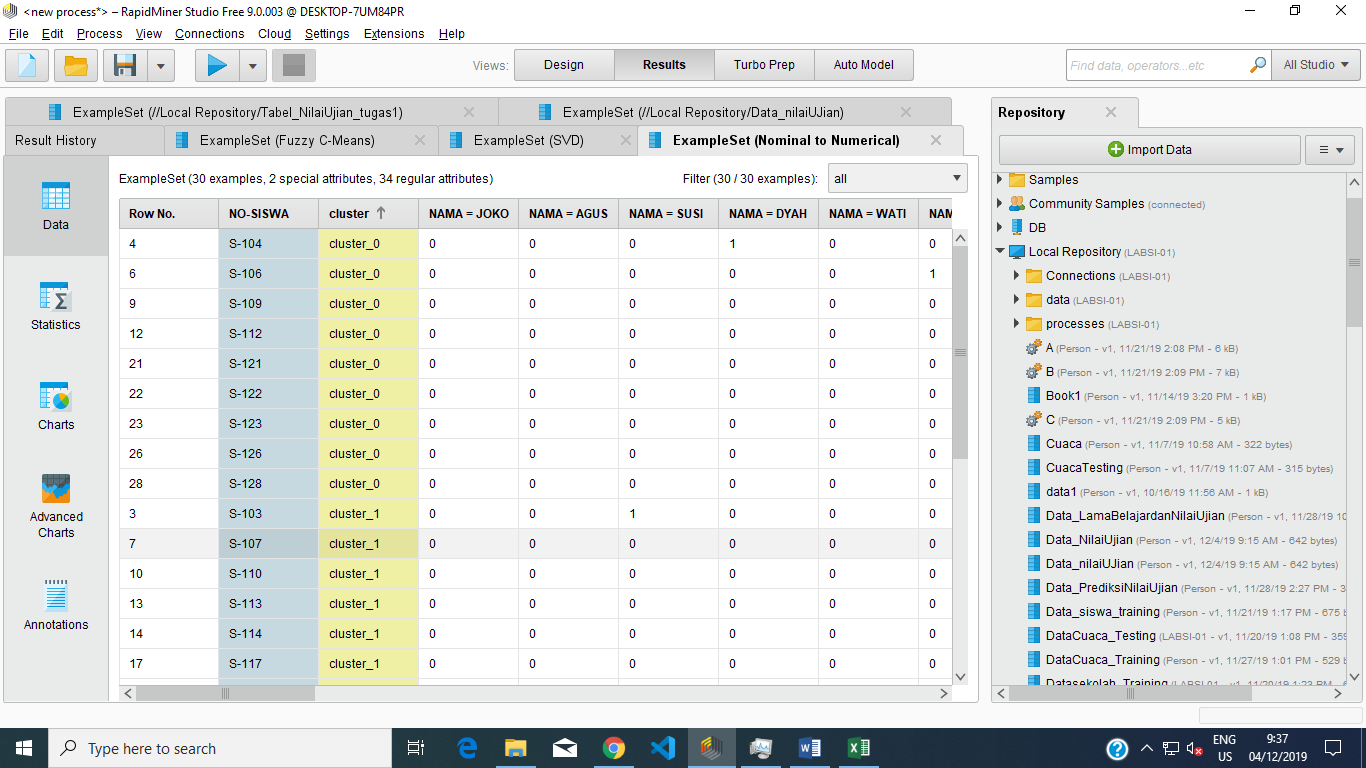 <new process*> – RapidMiner Studio Free 9.0.003 @ DESKTOP-7UM84PR
File Edit Process View Connections Cloud Settings Extensions Help
Views: Design Results Turbo Prep Auto Model Find data, operators...etc All Studio
ExampleSet (//Local Repository/Tabel_NilaiUjian_tugas1) ExampleSet (//Local Repository/Data_nilaiUJian)
Result History ExampleSet (Fuzzy C-Means) ExampleSet (SVD) ExampleSet (Nominal to Numerical)
ExampleSet (30 examples, 2 special attributes, 34 regular attributes) Filter (30 / 30 examples): all
Row No. NO-SISWA cluster NAMA = JOKO NAMA = AGUS NAMA = SUSI NAMA = DYAH NAMA = WATI NAM
4 S-104 cluster_0 0 0 0 1 0 0
6 S-106 cluster_0 0 0 0 0 0 1
9 S-109 cluster_0 0 0 0 0 0 0
12 S-112 cluster_0 0 0 0 0 0 0
21 S-121 cluster_0 0 0 0 0 0 0
22 S-122 cluster_0 0 0 0 0 0 0
23 S-123 cluster_0 0 0 0 0 0 0
26 S-126 cluster_0 0 0 0 0 0 0
28 S-128 cluster_0 0 0 0 0 0 0
3 S-103 cluster_1 0 0 1 0 0 0
7 S-107 cluster_1 0 0 0 0 0 0
10 S-110 cluster_1 0 0 0 0 0 0
13 S-113 cluster_1 0 0 0 0 0 0
14 S-114 cluster_1 0 0 0 0 0 0
17 S-117 cluster_1 0 0 0 0 0 0
Data
Statistics
Charts
Advanced
Charts
Annotations
Repository
Import Data
Samples
Community Samples (connected)
DB
Local Repository (LABSI-01)
Connections (LABSI-01)
data (LABSI-01)
processes (LABSI-01)
A (Person - v1, 11/21/19 2:08 PM - 6 kB)
B (Person - v1, 11/21/19 2:09 PM - 7 kB)
Book1 (Person - v1, 11/14/19 3:20 PM - 1 kB)
C (Person - v1, 11/21/19 2:09 PM - 5 kB)
Cuaca (Person - v1, 11/7/19 10:58 AM - 322 bytes)
CuacaTesting (Person - v1, 11/7/19 11:07 AM - 315 bytes)
data1 (Person - v1, 10/16/19 11:56 AM - 1 kB)
Data_LamaBelajardanNilaiUjian (Person - v1, 11/28/19 10
Data_NilaiUjian (Person - v1, 12/4/19 9:15 AM - 642 bytes)
Data_nilaiUJian (Person - v1, 12/4/19 9:15 AM - 642 bytes)
Data_PrediksiNilaiUjian (Person - v1, 11/28/19 2:27 PM - 3
Data_siswa_training (Person - v1, 11/21/19 1:17 PM - 675 b
DataCuaca_Testing (LABSI-01 - v1, 11/20/19 1:08 PM - 359
DataCuaca_Training (Person - v1, 11/27/19 1:01 PM - 529 b
Datasekolah_Training (LABSI-01 - v1, 11/20/19 1:23 PM -
Type here to search
ENG
US
9:37
04/12/2019